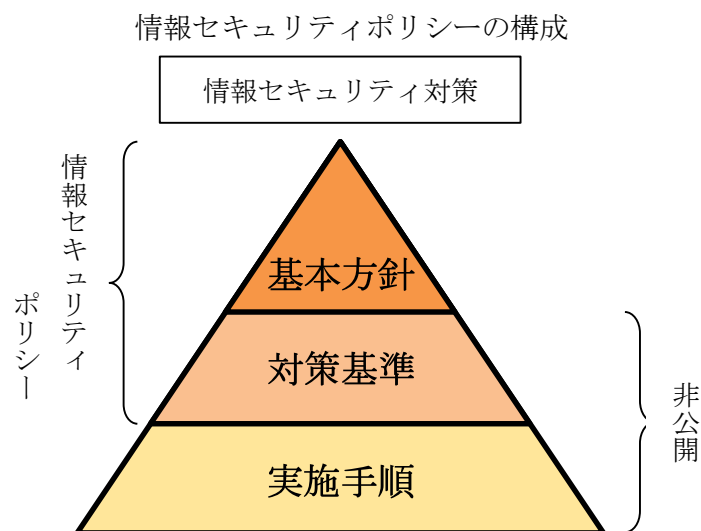 情報セキュリティポリシーの構成
情報セキュリティ対策
情報セキュリティ
ポリシー
基本方針
対策基準
実施手順
非公開